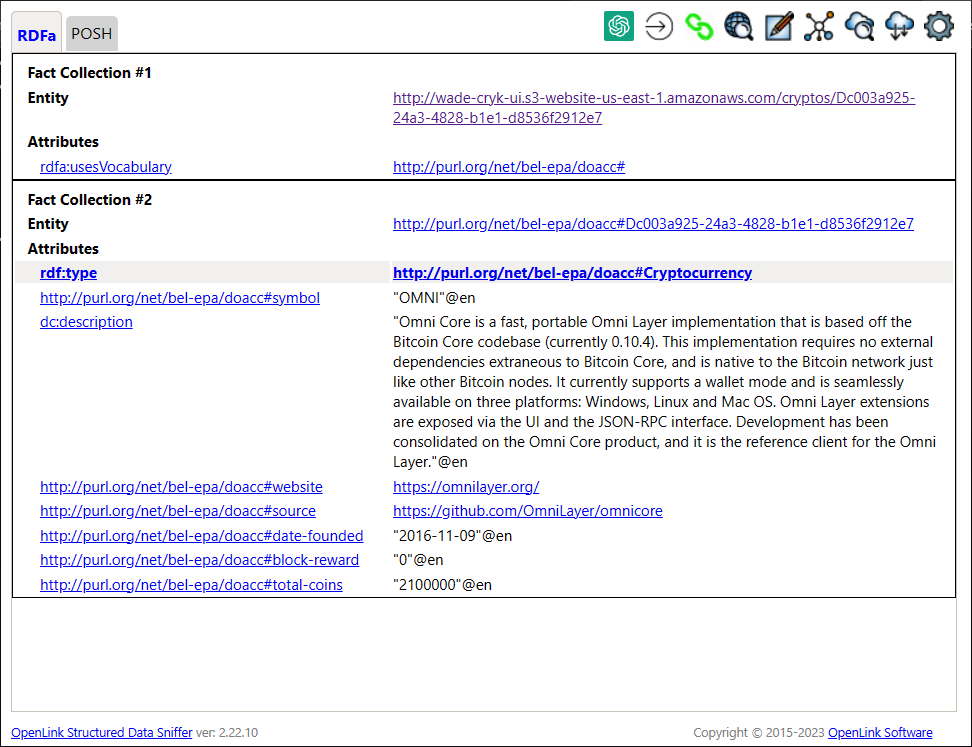 RDFa POSH
Fact Collection #1
Entity http://wade-cryk-ui.s3-website-us-east-1.amazonaws.com/cryptos/Dc003a925-
24a3-4828-b1e1-d8536f2912e7
Attributes
rdfa:usesVocabulary http://purl.org/net/bel-epa/doacc#
Fact Collection #2
Entity http://purl.org/net/bel-epa/doacc#Dc003a925-24a3-4828-b1e1-d8536f2912e7
Attributes
rdf:type http://purl.org/net/bel-epa/doacc#Cryptocurrency
http://purl.org/net/bel-epa/doacc#symbol "OMNI"@en
dc:description "Omni Core is a fast, portable Omni Layer implementation that is based off the
Bitcoin Core codebase (currently 0.10.4). This implementation requires no external
dependencies extraneous to Bitcoin Core, and is native to the Bitcoin network just
like other Bitcoin nodes. It currently supports a wallet mode and is seamlessly
available on three platforms: Windows, Linux and Mac OS. Omni Layer extensions
are exposed via the UI and the JSON-RPC interface. Development has been
consolidated on the Omni Core product, and it is the reference client for the Omni
Layer."@en
http://purl.org/net/bel-epa/doacc#website https://omnilayer.org/
http://purl.org/net/bel-epa/doacc#source https://github.com/OmniLayer/omnicore
http://purl.org/net/bel-epa/doacc#date-founded "2016-11-09"@en
http://purl.org/net/bel-epa/doacc#block-reward "0"@en
http://purl.org/net/bel-epa/doacc#total-coins "2100000"@en
OpenLink Structured Data Sniffer ver: 2.22.10 Copyright © 2015-2023 OpenLink Software